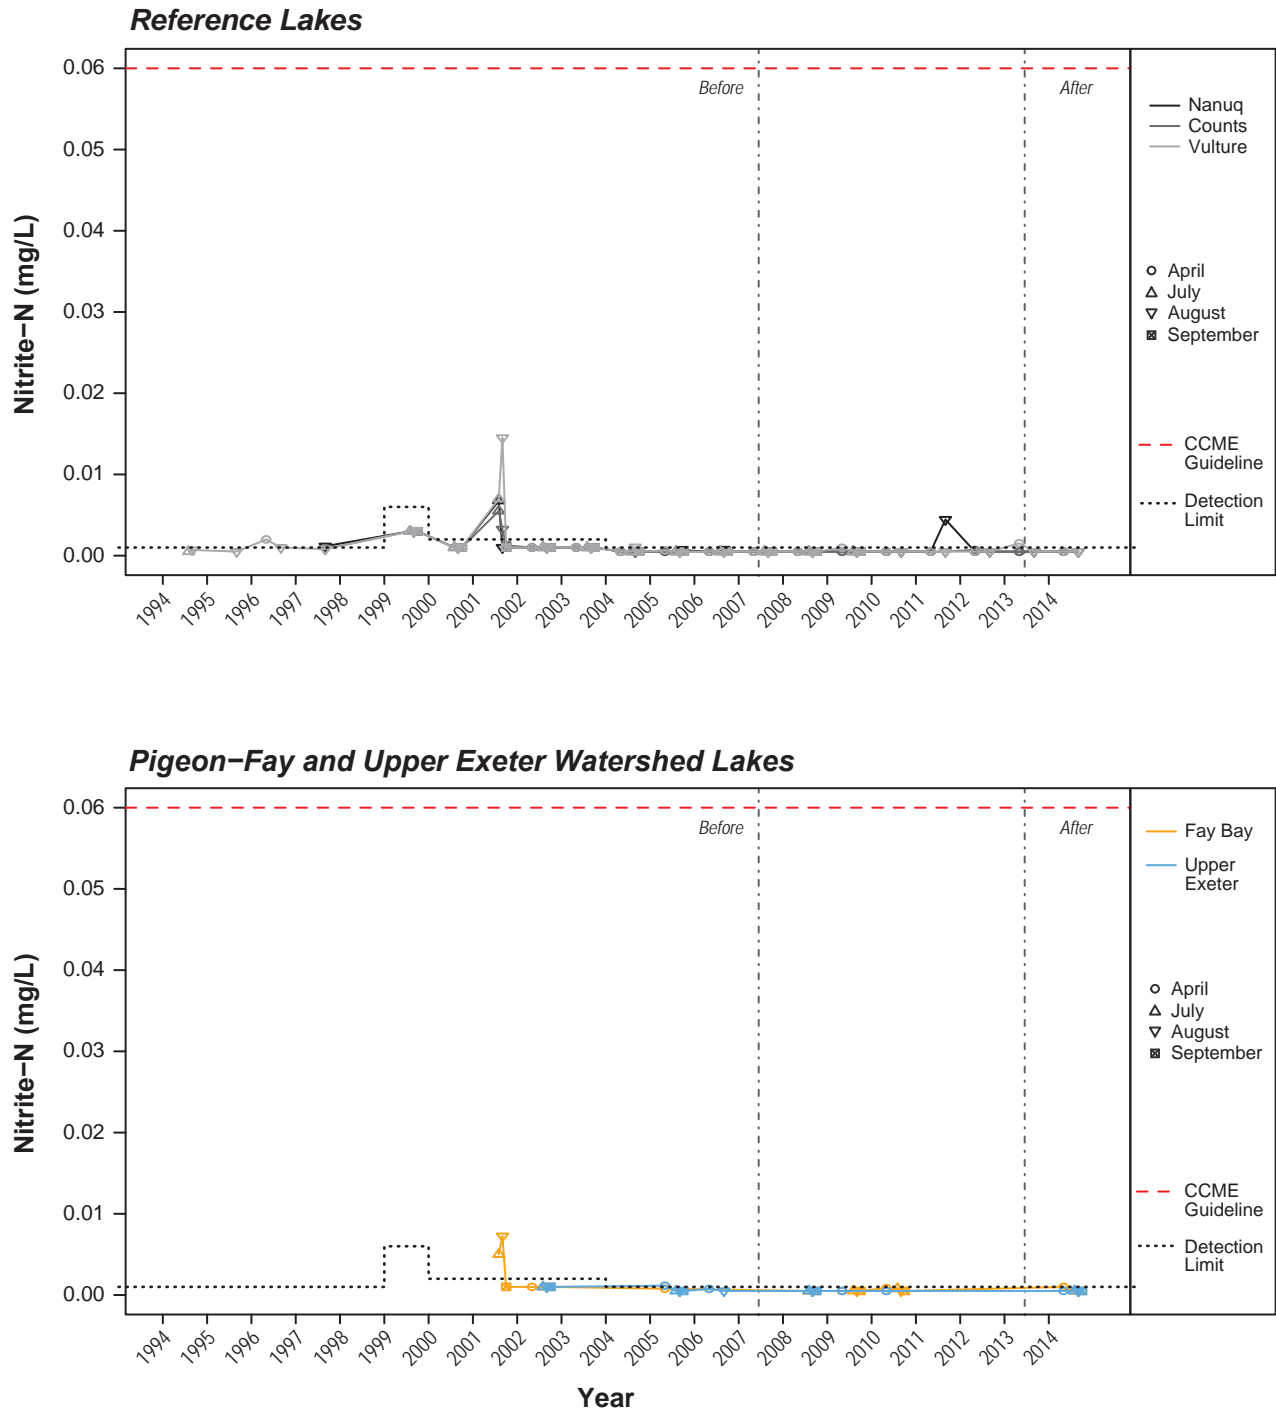 Reference Lakes
Nitrite−N (mg/L)
0.06
0.05
0.04
0.03
0.02
0.01
0.00
Before
After
1994
1995
1996
1997
1998
1999
2000
2001
2002
2003
2004
2005
2006
2007
2008
2009
2010
2011
2012
2013
2014
Nanuq
Counts
Vulture
April
July
August
September
CCME
Guideline
Detection
Limit
Pigeon−Fay and Upper Exeter Watershed Lakes
Nitrite−N (mg/L)
0.06
0.05
0.04
0.03
0.02
0.01
0.00
Before
After
1994
1995
1996
1997
1998
1999
2000
2001
2002
2003
2004
2005
2006
2007
2008
2009
2010
2011
2012
2013
2014
Year
Fay Bay
Upper
Exeter
April
July
August
September
CCME
Guideline
Detection
Limit